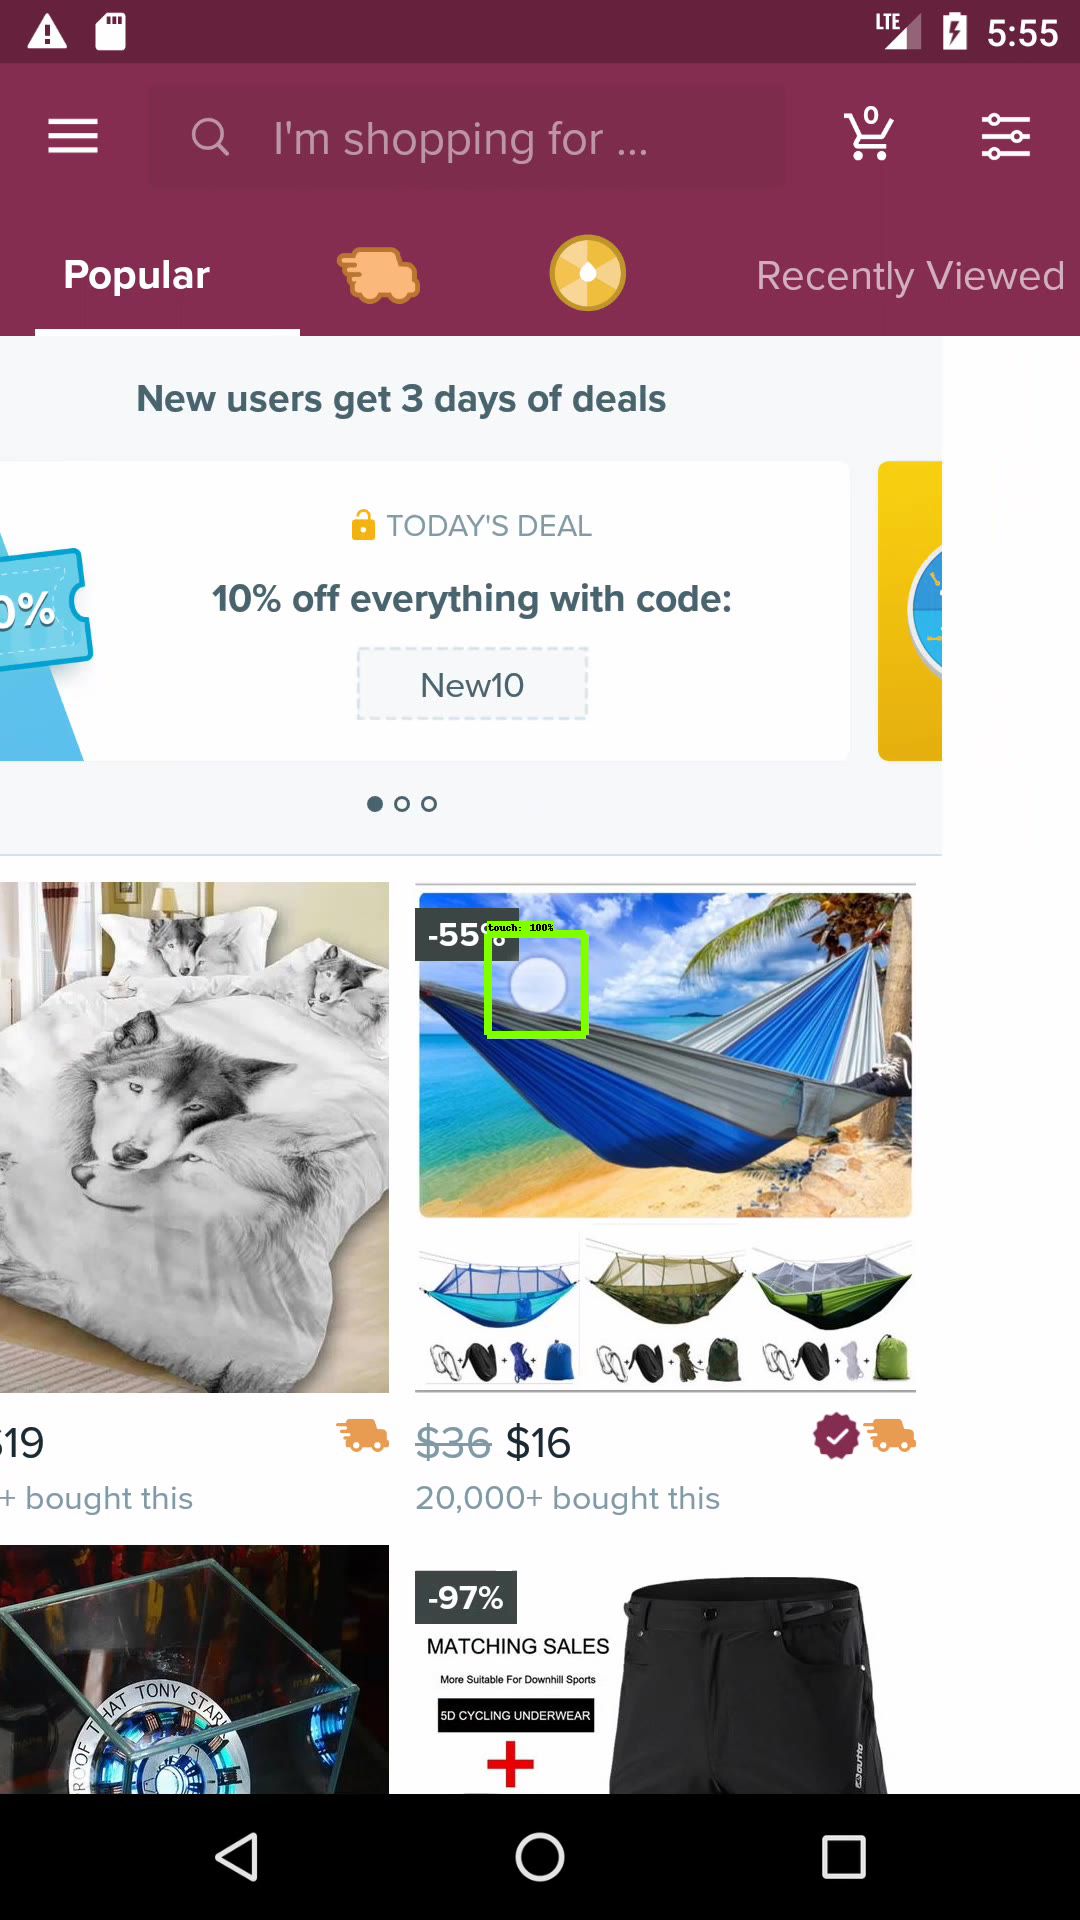 LTE 5:55
0
I'm shopping for ...
Popular
Recently Viewed
New users get 3 days of deals
TODAY'S DEAL
0%
10% off everything with code:
New10
-55%
touch: 100%
$19
$36 $16
+ bought this
20,000+ bought this
-97%
MATCHING SALES
More Suitable For Downhill Sports
5D CYCLING UNDERWEAR
THAT TONY STAR